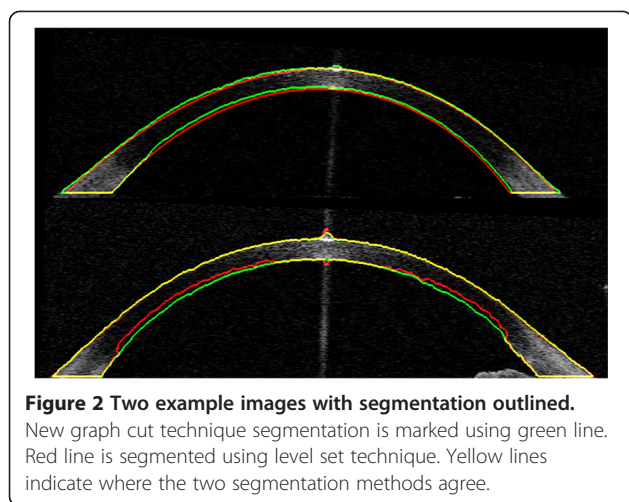 Figure 2 Two example images with segmentation outlined.
New graph cut technique segmentation is marked using green line.
Red line is segmented using level set technique. Yellow lines
indicate where the two segmentation methods agree.